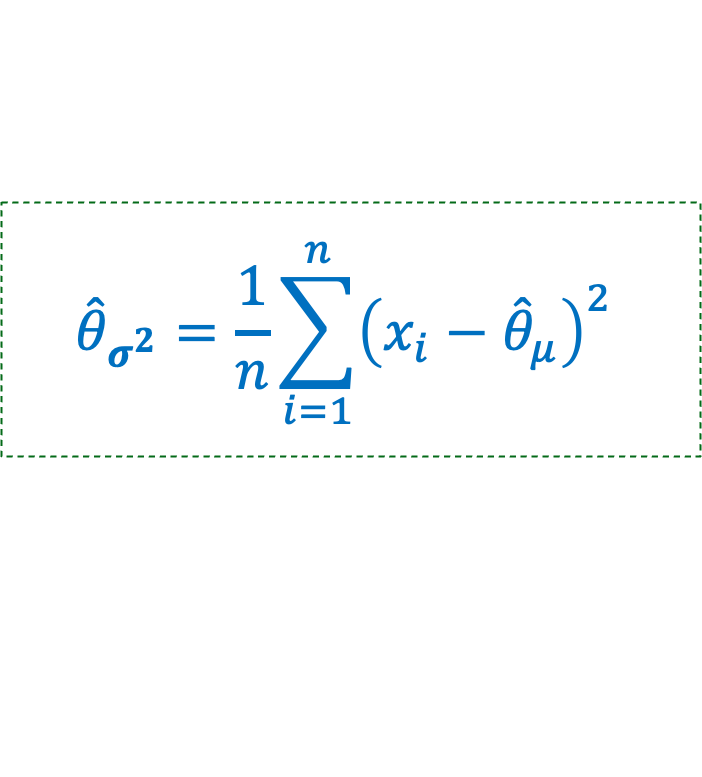 θ̂_σ² = 1/n ∑_{i=1}^{n} (x_i − θ̂_μ)²